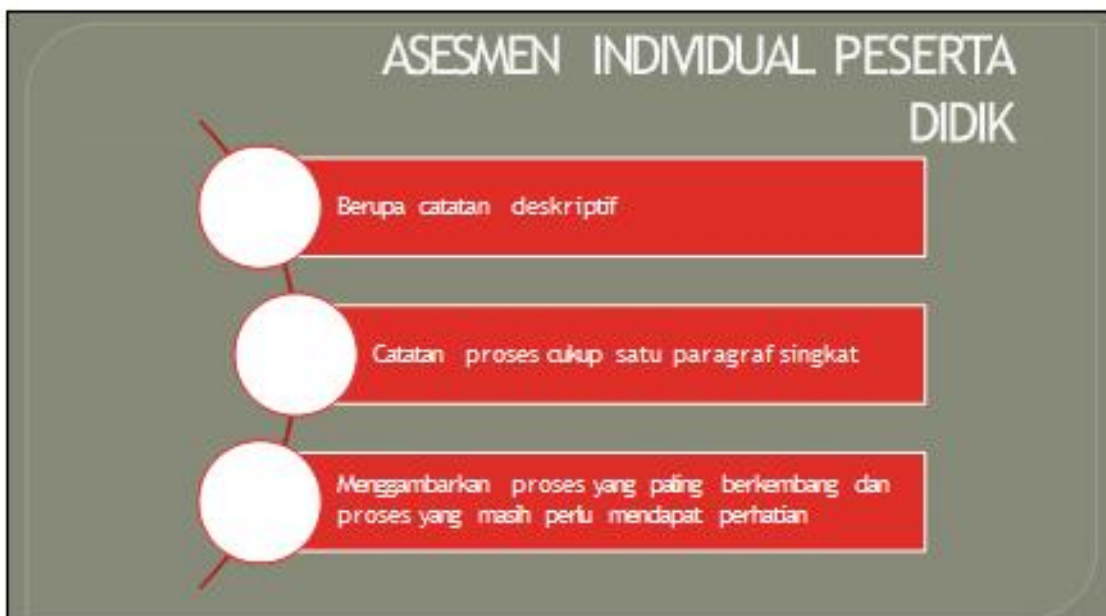 ASESMEN INDIVIDUAL PESERTA
DIDIK
Berupa catatan deskriptif
Catatan proses cukup satu paragraf singkat
Menggambarkan proses yang paling berkembang dan
proses yang masih perlu mendapat perhatian